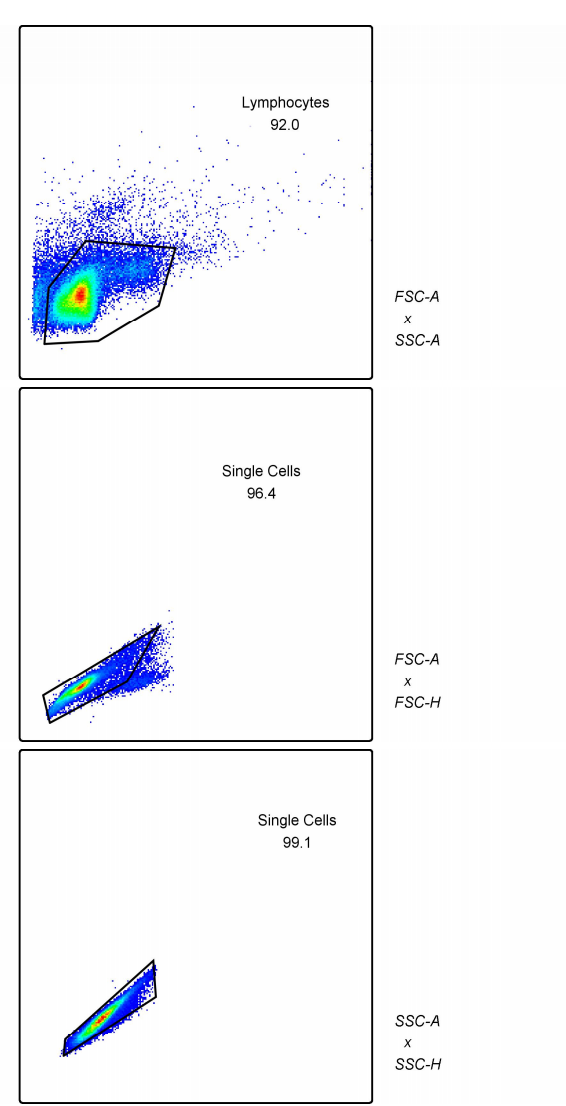 Lymphocytes
92.0
FSC-A
x
SSC-A
Single Cells
96.4
FSC-A
x
FSC-H
Single Cells
99.1
SSC-A
x
SSC-H